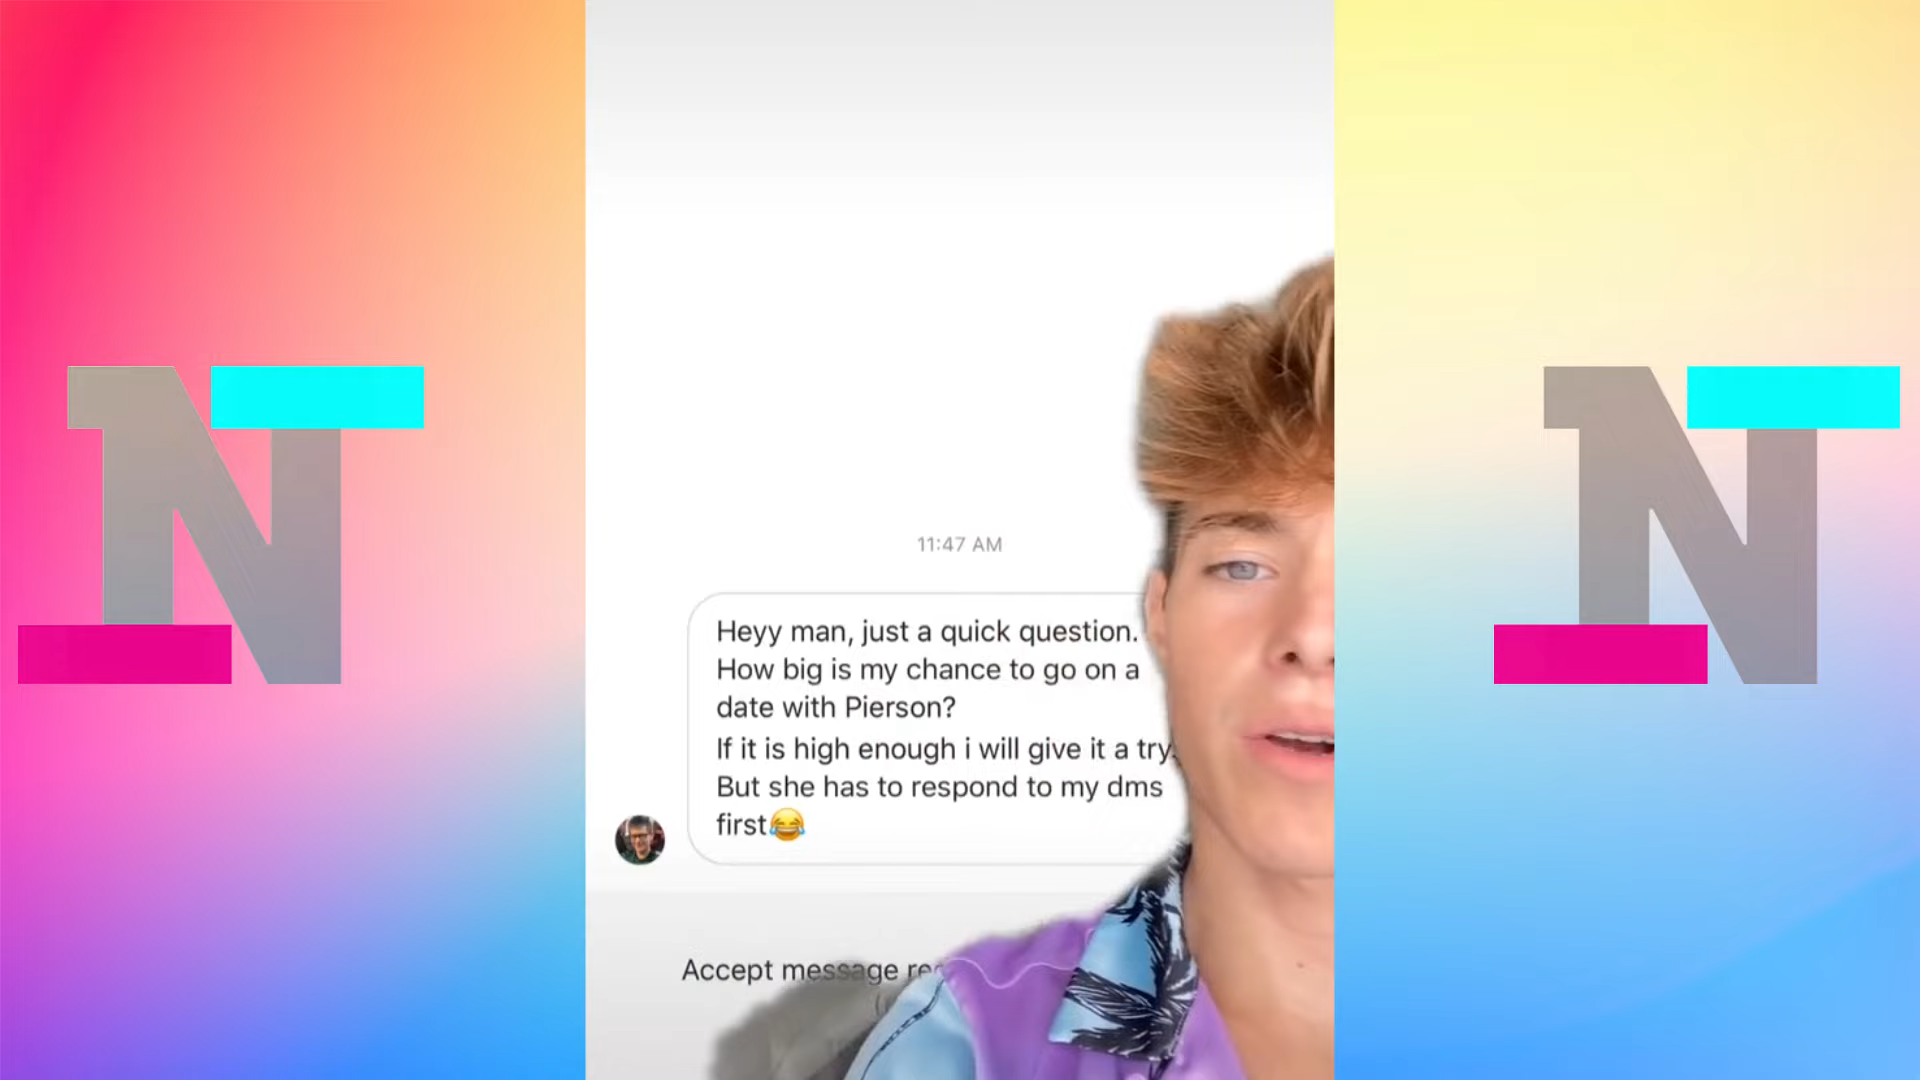 11:47 AM
Heyy man, just a quick question.
How big is my chance to go on a
date with Pierson?
If it is high enough i will give it a try.
But she has to respond to my dms
first😂
Accept message
N
N